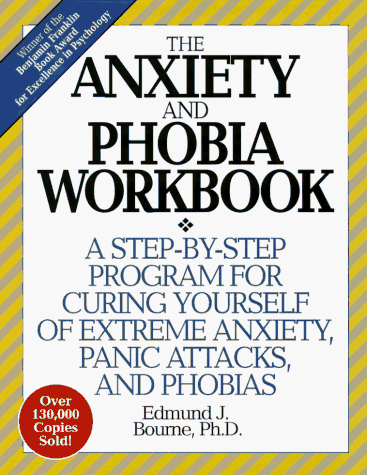 Winner of the
Benjamin Franklin
Book Award
for Excellence in Psychology
THE
ANXIETY
AND
PHOBIA
WORKBOOK
A STEP-BY-STEP
PROGRAM FOR
CURING YOURSELF
OF EXTREME ANXIETY,
PANIC ATTACKS,
AND PHOBIAS
Edmund J.
Bourne, Ph.D.
Over
130,000
Copies
Sold!